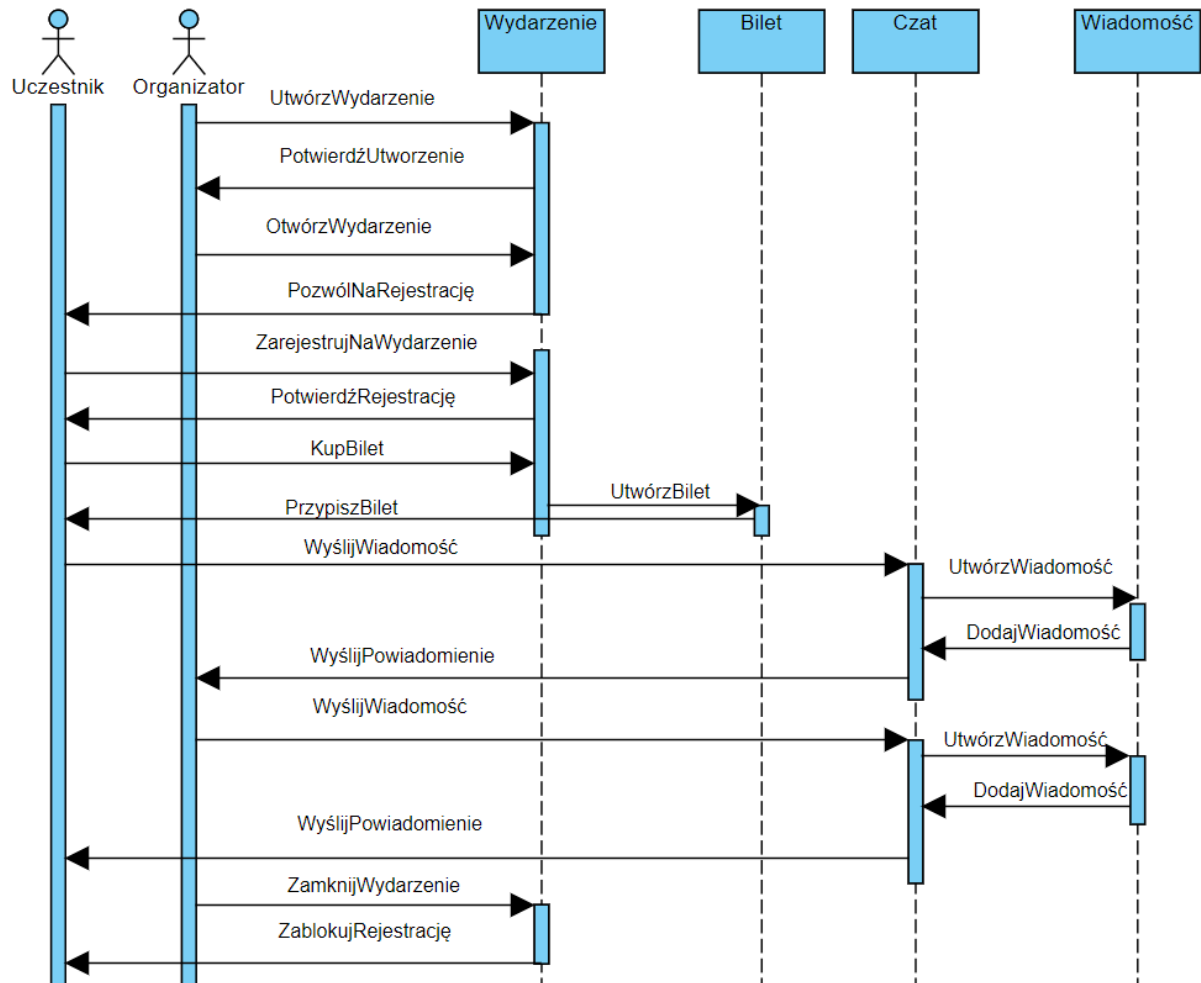 Wydarzenie
Bilet
Czat
Wiadomość
Uczestnik
Organizator
UtwórzWydarzenie
PotwierdźUtworzenie
OtwórzWydarzenie
PozwólNaRejestrację
ZarejestrujNaWydarzenie
PotwierdźRejestrację
KupBilet
UtwórzBilet
PrzypiszBilet
WyślijWiadomość
UtwórzWiadomość
DodajWiadomość
WyślijPowiadomienie
WyślijWiadomość
UtwórzWiadomość
DodajWiadomość
WyślijPowiadomienie
ZamknijWydarzenie
ZablokujRejestrację